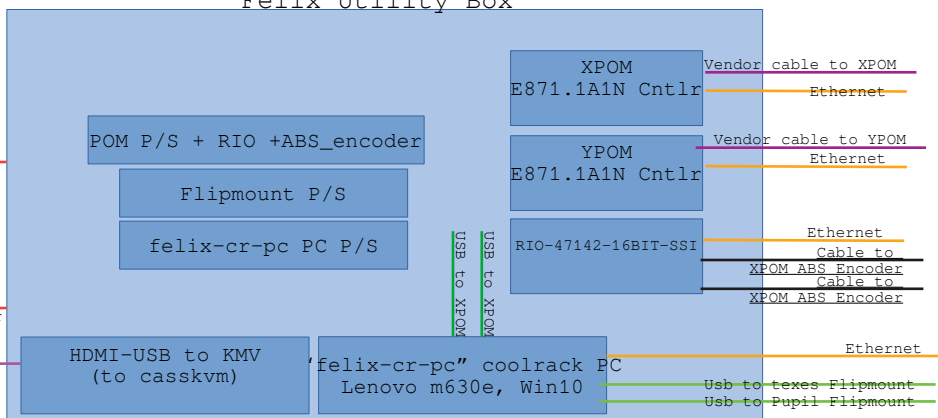 Felix Utility Box
XPOM
E871.1A1N Cntlr
Vendor cable to XPOM
Ethernet
POM P/S + RIO +ABS_encoder
YPOM
E871.1A1N Cntlr
Vendor cable to YPOM
Ethernet
Flipmount P/S
felix-cr-pc PC P/S
RIO-47142-16BIT-SSI
Ethernet
Cable to
XPOM ABS Encoder
Cable to
XPOM ABS Encoder
USB to XPOM
USB to XPOM
HDMI-USB to KMV
(to casskvm)
“felix-cr-pc” coolrack PC
Lenovo m630e, Win10
Ethernet
Usb to texes Flipmount
Usb to Pupil Flipmount